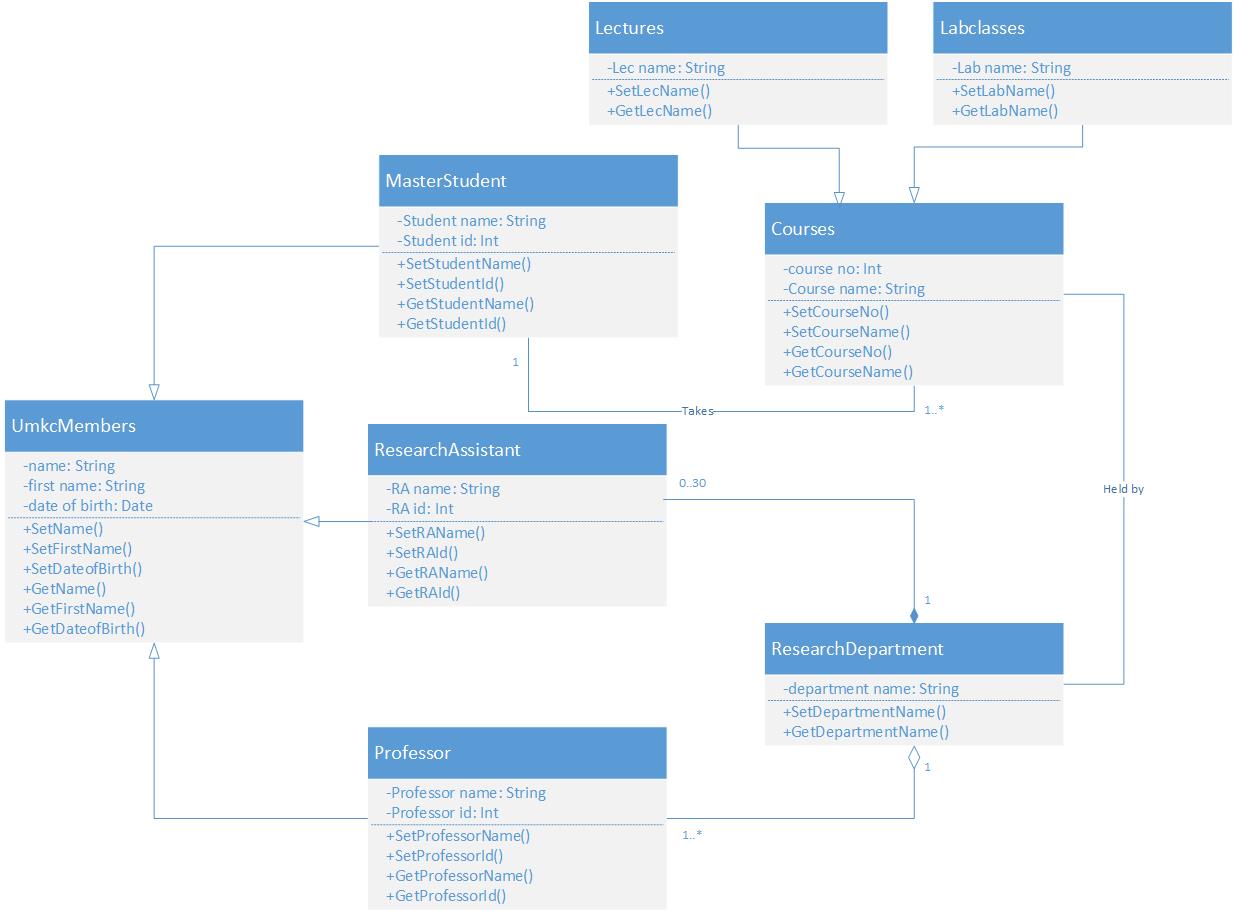 Lectures
-Lec name: String
+SetLecName()
+GetLecName()
Labclasses
-Lab name: String
+SetLabName()
+GetLabName()
MasterStudent
-Student name: String
-Student id: Int
+SetStudentName()
+SetStudentId()
+GetStudentName()
+GetStudentId()
Courses
-course no: Int
-Course name: String
+SetCourseNo()
+SetCourseName()
+GetCourseNo()
+GetCourseName()
1
Takes
1..*
UmkcMembers
-name: String
-first name: String
-date of birth: Date
+SetName()
+SetFirstName()
+SetDateofBirth()
+GetName()
+GetFirstName()
+GetDateofBirth()
ResearchAssistant
-RA name: String
-RA id: Int
+SetRAName()
+SetRAId()
+GetRAName()
+GetRAId()
0..30
Held by
1
ResearchDepartment
-department name: String
+SetDepartmentName()
+GetDepartmentName()
1
Professor
-Professor name: String
-Professor id: Int
+SetProfessorName()
+SetProfessorId()
+GetProfessorName()
+GetProfessorId()
1..*